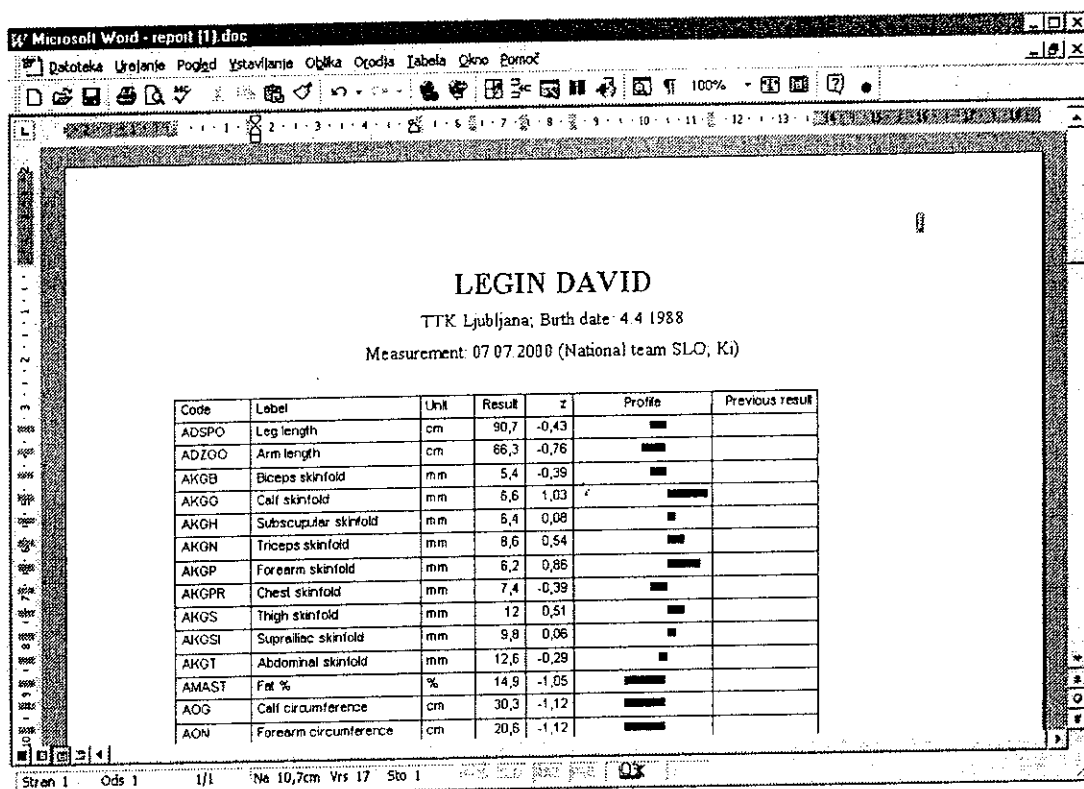 Microsoft Word - report (1).doc
Datoteka Urejanje Pogled Vstavljanje Oblika Orodja Tabela Okno Pomoč
100%
LEGIN DAVID
TTK Ljubljana; Birth date: 4.4 1988
Measurement: 07 07.2000 (National team SLO; Ki)
Code Label Unit Result z Profile Previous result
ADSPO Leg length cm 90,7 -0,43
ADZGO Arm length cm 66,3 -0,76
AKGB Biceps skinfold mm 5,4 -0,39
AKGG Calf skinfold mm 6,6 1,03
AKGH Subscupular skinfold mm 6,4 0,08
AKGN Triceps skinfold mm 8,6 0,54
AKGP Forearm skinfold mm 6,2 0,86
AKGPR Chest skinfold mm 7,4 -0,39
AKGS Thigh skinfold mm 12 0,51
AKGSI Suprailiac skinfold mm 9,8 0,06
AKGT Abdominal skinfold mm 12,6 -0,29
AMAST Fat % % 14,9 -1,05
AOG Calf circumference cm 30,3 -1,12
AON Forearm circumference cm 20,6 -1,12
Stran 1 Ods 1 1/1 Na 10,7cm Vrs 17 Sto 1